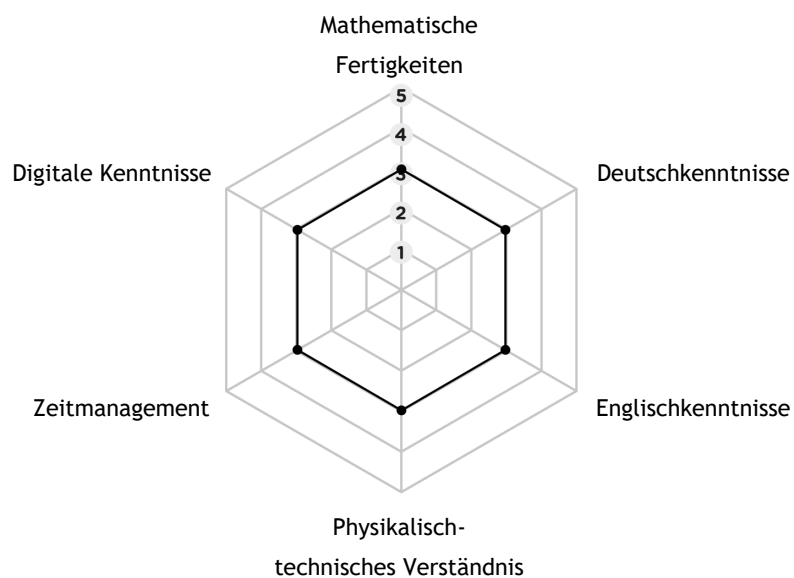 Mathematische
Fertigkeiten
5
4
Digitale Kenntnisse
Deutschkenntnisse
3
2
1
Zeitmanagement
Englischkenntnisse
Physikalisch-
technisches Verständnis